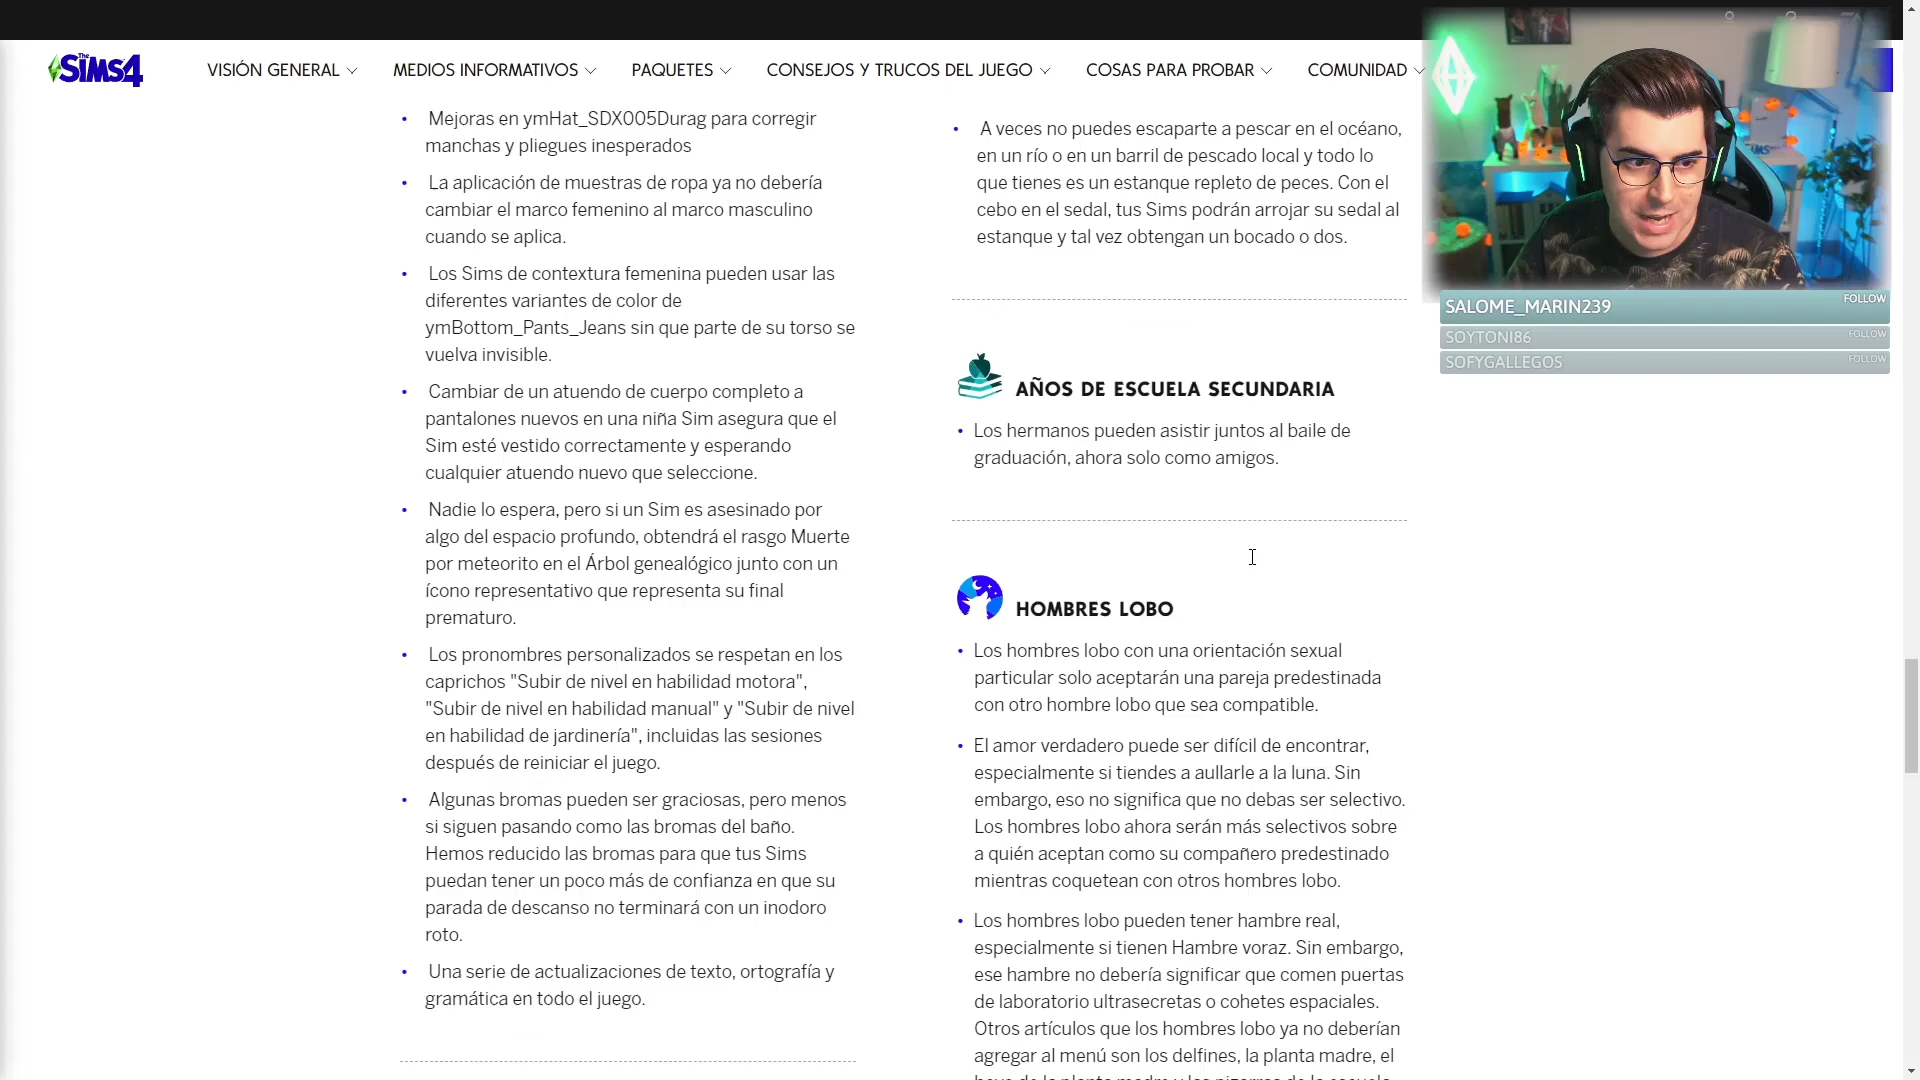 The
SiMS4
VISIÓN GENERAL
MEDIOS INFORMATIVOS
PAQUETES
CONSEJOS Y TRUCOS DEL JUEGO
COSAS PARA PROBAR
COMUNIDAD
• Mejoras en ymHat_SDX005Durag para corregir
manchas y pliegues inesperados
• La aplicación de muestras de ropa ya no debería
cambiar el marco femenino al marco masculino
cuando se aplica.
• Los Sims de contextura femenina pueden usar las
diferentes variantes de color de
ymBottom_Pants_Jeans sin que parte de su torso se
vuelva invisible.
• Cambiar de un atuendo de cuerpo completo a
pantalones nuevos en una niña Sim asegura que el
Sim esté vestido correctamente y esperando
cualquier atuendo nuevo que seleccione.
• Nadie lo espera, pero si un Sim es asesinado por
algo del espacio profundo, obtendrá el rasgo Muerte
por meteorito en el Árbol genealógico junto con un
ícono representativo que representa su final
prematuro.
• Los pronombres personalizados se respetan en los
caprichos "Subir de nivel en habilidad motora",
"Subir de nivel en habilidad manual" y "Subir de nivel
en habilidad de jardinería", incluidas las sesiones
después de reiniciar el juego.
• Algunas bromas pueden ser graciosas, pero menos
si siguen pasando como las bromas del baño.
Hemos reducido las bromas para que tus Sims
puedan tener un poco más de confianza en que su
parada de descanso no terminará con un inodoro
roto.
• Una serie de actualizaciones de texto, ortografía y
gramática en todo el juego.
• A veces no puedes escaparte a pescar en el océano,
en un río o en un barril de pescado local y todo lo
que tienes es un estanque repleto de peces. Con el
cebo en el sedal, tus Sims podrán arrojar su sedal al
estanque y tal vez obtengan un bocado o dos.
AÑOS DE ESCUELA SECUNDARIA
• Los hermanos pueden asistir juntos al baile de
graduación, ahora solo como amigos.
HOMBRES LOBO
• Los hombres lobo con una orientación sexual
particular solo aceptarán una pareja predestinada
con otro hombre lobo que sea compatible.
• El amor verdadero puede ser difícil de encontrar,
especialmente si tiendes a aullarle a la luna. Sin
embargo, eso no significa que no debas ser selectivo.
Los hombres lobo ahora serán más selectivos sobre
a quién aceptan como su compañero predestinado
mientras coquetean con otros hombres lobo.
• Los hombres lobo pueden tener hambre real,
especialmente si tienen Hambre voraz. Sin embargo,
ese hambre no debería significar que comen puertas
de laboratorio ultrasecretas o cohetes espaciales.
Otros artículos que los hombres lobo ya no deberían
agregar al menú son los delfines, la planta madre, el
SALOME_MARIN239 FOLLOW
SOYTONI86 FOLLOW
SOFYGALLEGOS FOLLOW